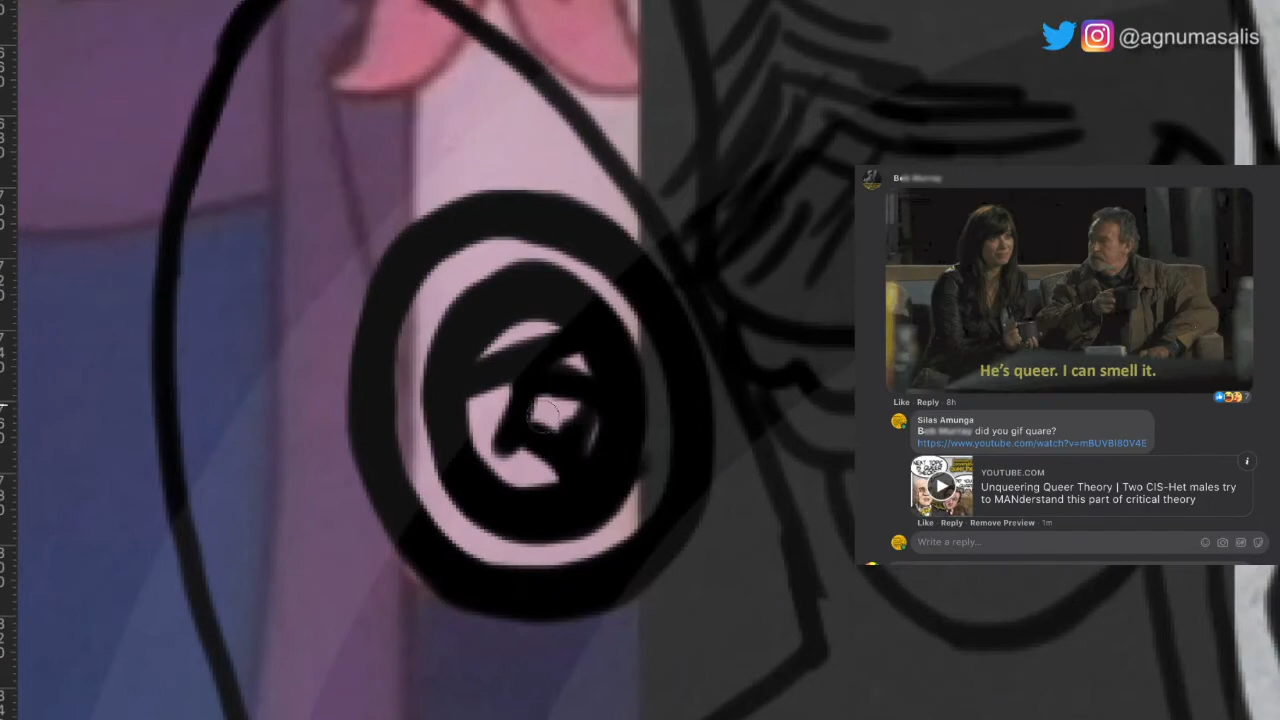 @agnumasalis
He's queer. I can smell it.
Like Reply 8h
7
Silas Amunga
did you gif quare?
https://www.youtube.com/watch?v=mBUVBI80V4E
YOUTUBE.COM
Unqueering Queer Theory | Two CIS-Het males try
to MANderstand this part of critical theory
Like Reply Remove Preview · 1m
Write a reply...